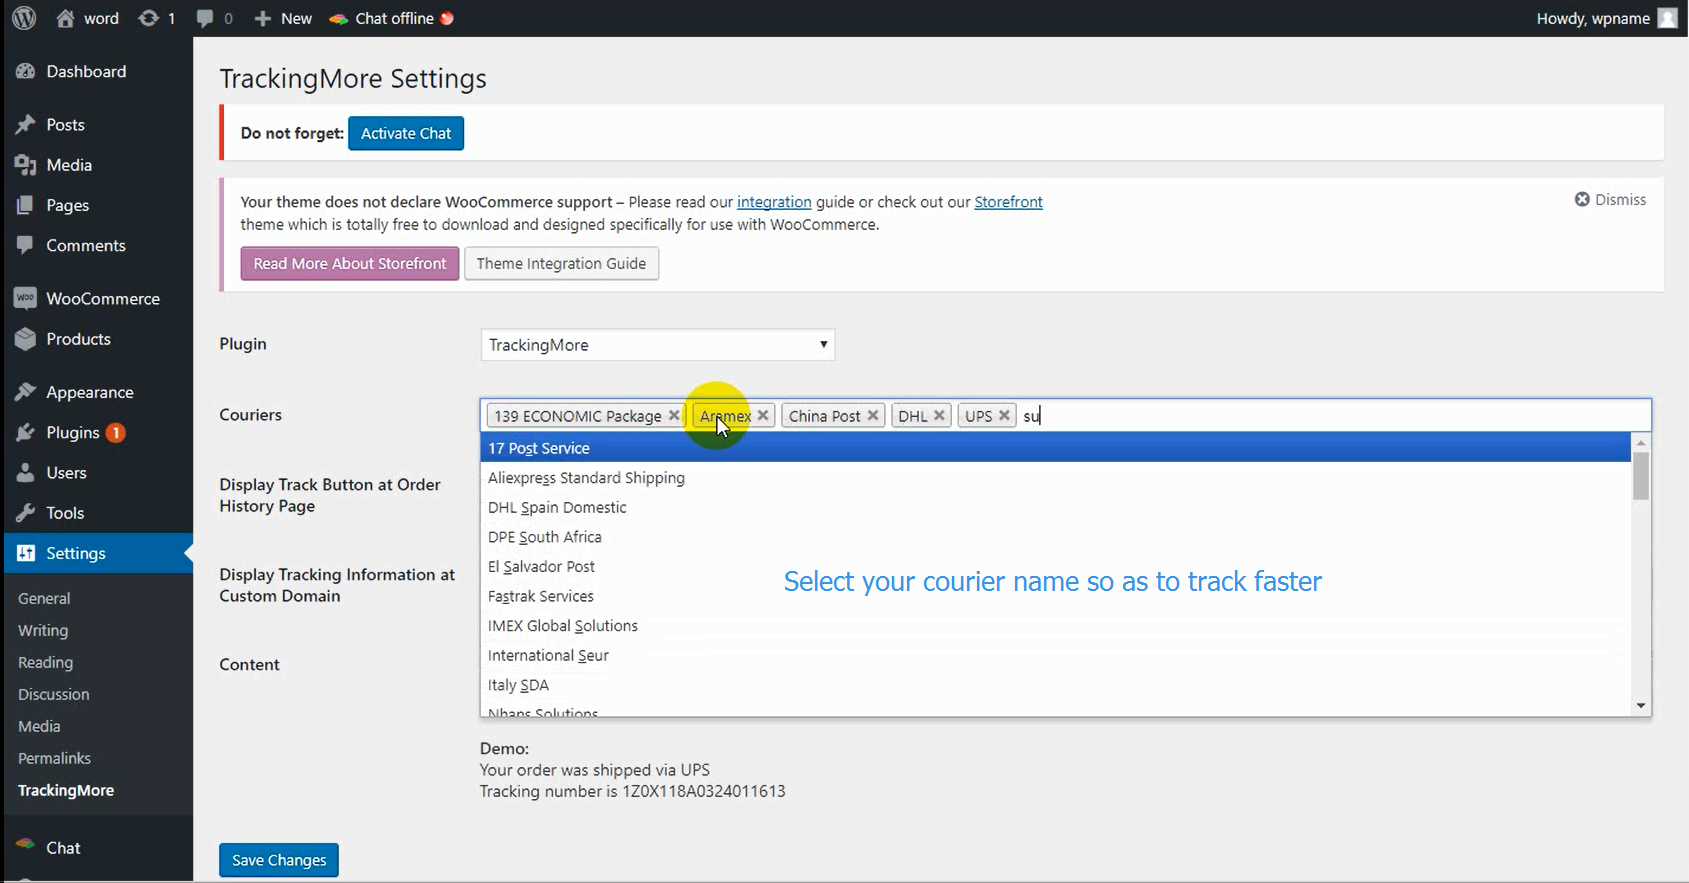 word 1 0 New Chat offline Howdy, wpname
Dashboard
Posts
Media
Pages
Comments
WOO WooCommerce
Products
Appearance
Plugins 1
Users
Tools
Settings
General
Writing
Reading
Discussion
Media
Permalinks
TrackingMore
Chat
TrackingMore Settings
Do not forget: Activate Chat
Your theme does not declare WooCommerce support – Please read our integration guide or check out our Storefront
theme which is totally free to download and designed specifically for use with WooCommerce.
Dismiss
Read More About Storefront Theme Integration Guide
Plugin TrackingMore
Couriers 139 ECONOMIC Package Aramex China Post DHL UPS su
17 Post Service
Aliexpress Standard Shipping
DHL Spain Domestic
DPE South Africa
El Salvador Post
Fastrak Services
IMEX Global Solutions
International Seur
Italy SDA
Nhans Solutions
Select your courier name so as to track faster
Display Track Button at Order
History Page
Display Tracking Information at
Custom Domain
Content
Demo:
Your order was shipped via UPS
Tracking number is 1Z0X118A0324011613
Save Changes